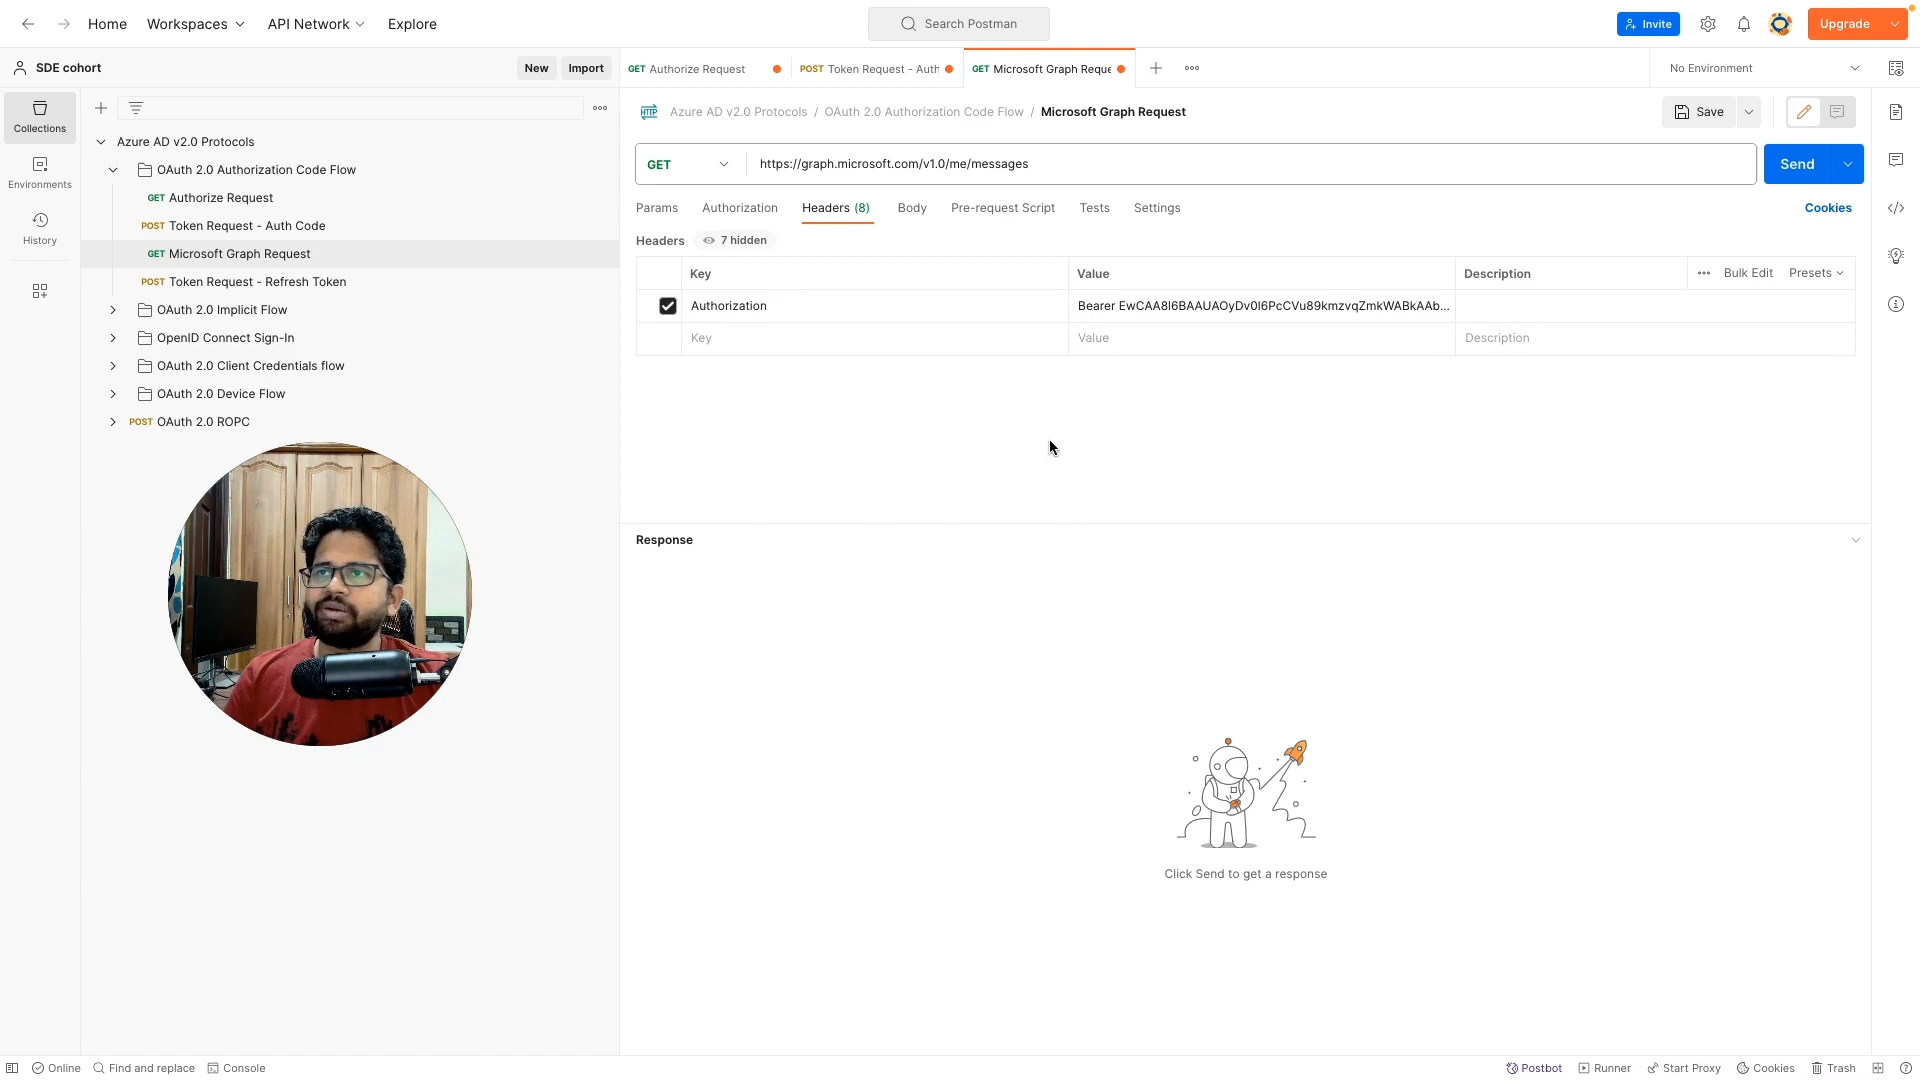 Home Workspaces API Network Explore Search Postman Invite Upgrade
SDE cohort New Import
GET Authorize Request POST Token Request - Auth GET Microsoft Graph Reque No Environment
Collections
Environments
History
Azure AD v2.0 Protocols
OAuth 2.0 Authorization Code Flow
GET Authorize Request
POST Token Request - Auth Code
GET Microsoft Graph Request
POST Token Request - Refresh Token
OAuth 2.0 Implicit Flow
OpenID Connect Sign-In
OAuth 2.0 Client Credentials flow
OAuth 2.0 Device Flow
POST OAuth 2.0 ROPC
HTTP Azure AD v2.0 Protocols / OAuth 2.0 Authorization Code Flow / Microsoft Graph Request Save
GET https://graph.microsoft.com/v1.0/me/messages Send
Params Authorization Headers (8) Body Pre-request Script Tests Settings Cookies
Headers 7 hidden
Key Value Description Bulk Edit Presets
Authorization Bearer EwCAA8l6BAAUAOyDv0l6PcCVu89kmzvqZmkWABkAAb...
Key Value Description
Response
Click Send to get a response
Online Find and replace Console Postbot Runner Start Proxy Cookies Trash